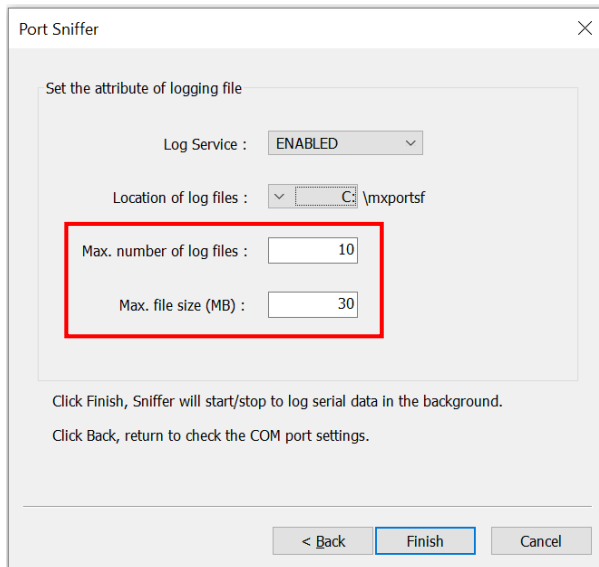 Port Sniffer
Set the attribute of logging file
Log Service : ENABLED
Location of log files : C: \mxportsf
Max. number of log files : 10
Max. file size (MB) : 30
Click Finish, Sniffer will start/stop to log serial data in the background.
Click Back, return to check the COM port settings.
< Back Finish Cancel